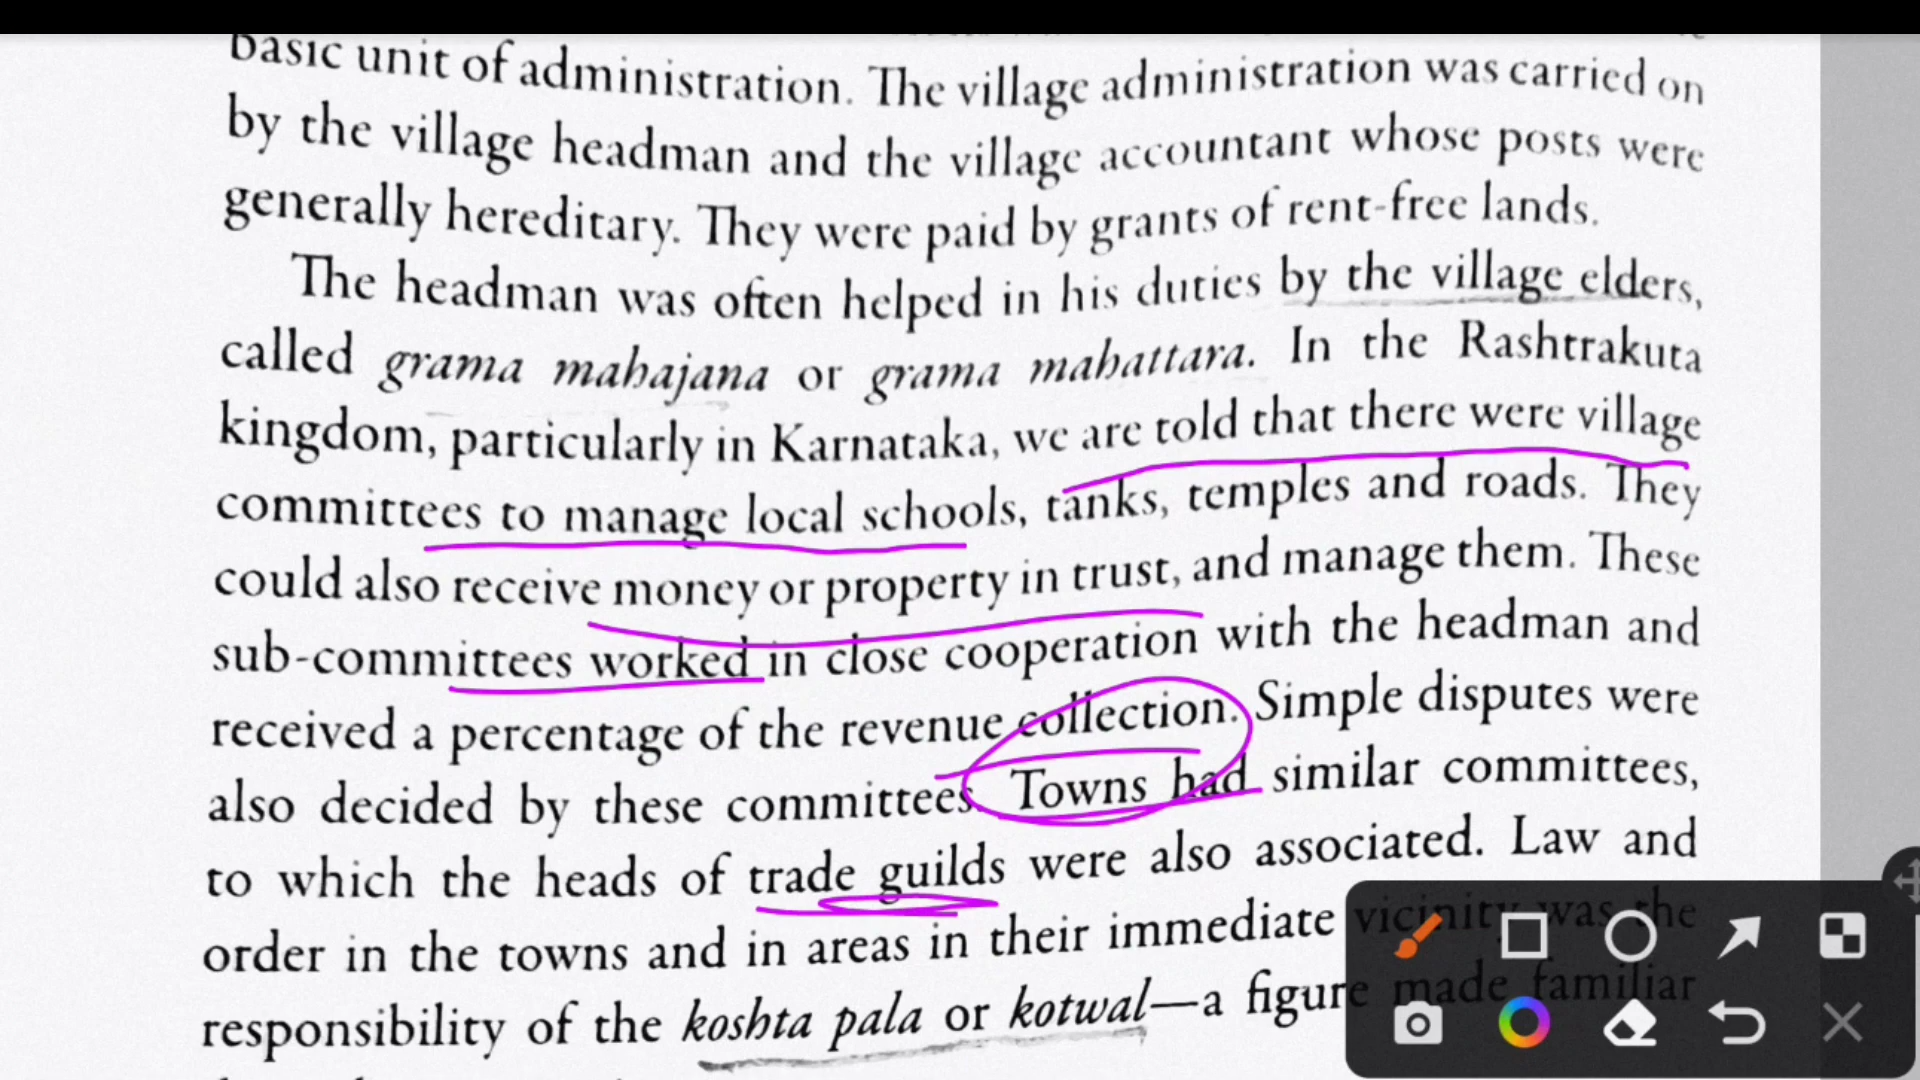 basic unit of administration. The village administration was carried on
by the village headman and the village accountant whose posts were
generally hereditary. They were paid by grants of rent-free lands.
The headman was often helped in his duties by the village elders,
called grama mahajana or grama mahattara. In the Rashtrakuta
kingdom, particularly in Karnataka, we are told that there were village
committees to manage local schools, tanks, temples and roads. They
could also receive money or property in trust, and manage them. These
sub-committees worked in close cooperation with the headman and
received a percentage of the revenue collection. Simple disputes were
also decided by these committees. Towns had similar committees,
to which the heads of trade guilds were also associated. Law and
order in the towns and in areas in their immediate vicinity was the
responsibility of the koshta pala or kotwal—a figure made familiar